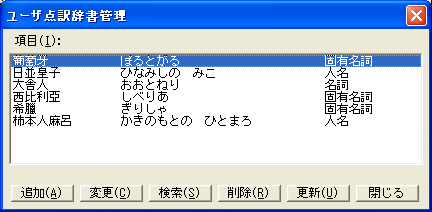 ユーザ点訳辞書管理
項目(I):
葡萄牙 ぽるとがる 固有名詞
日並皇子 ひなみしの みこ 人名
大舎人 おおとねり 名詞
西比利亞 しべりあ 固有名詞
希臘 ぎりしゃ 固有名詞
柿本人麻呂 かきのもとの ひとまろ 人名
追加(A) 変更(C) 検索(S) 削除(R) 更新(U) 閉じる